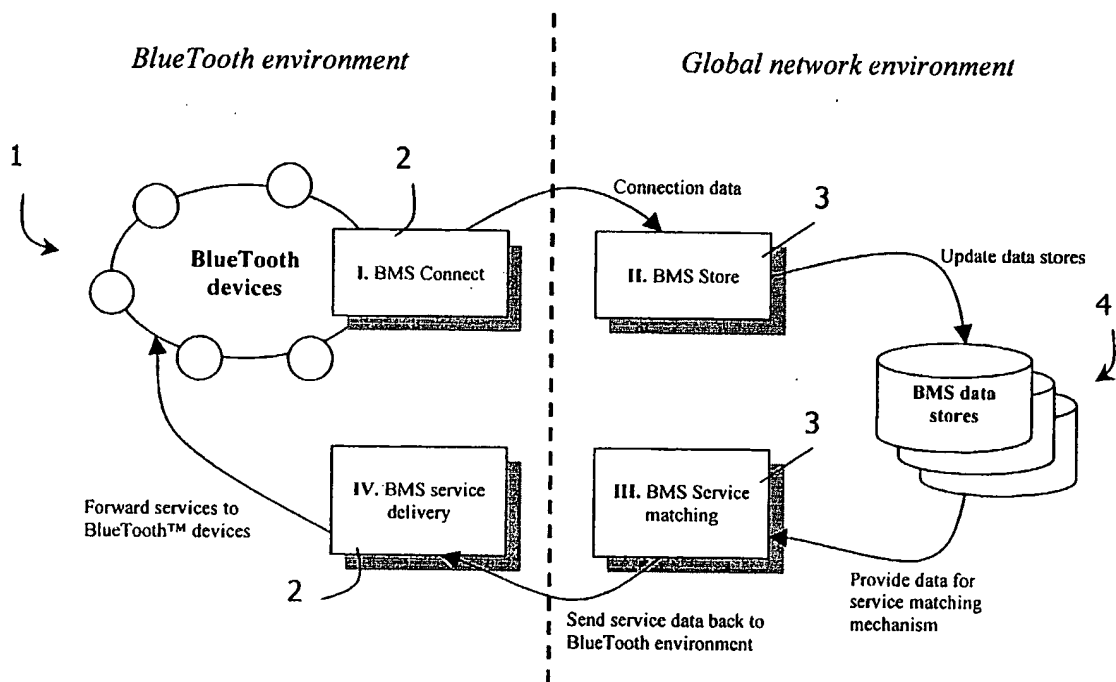 BlueTooth environment
Global network environment
1
2
Connection data
3
BlueTooth
devices
I. BMS Connect
II. BMS Store
Update data stores
4
BMS data
stores
3
Forward services to
BlueTooth™ devices
IV. BMS service
delivery
III. BMS Service
matching
2
Send service data back to
BlueTooth environment
Provide data for
service matching
mechanism